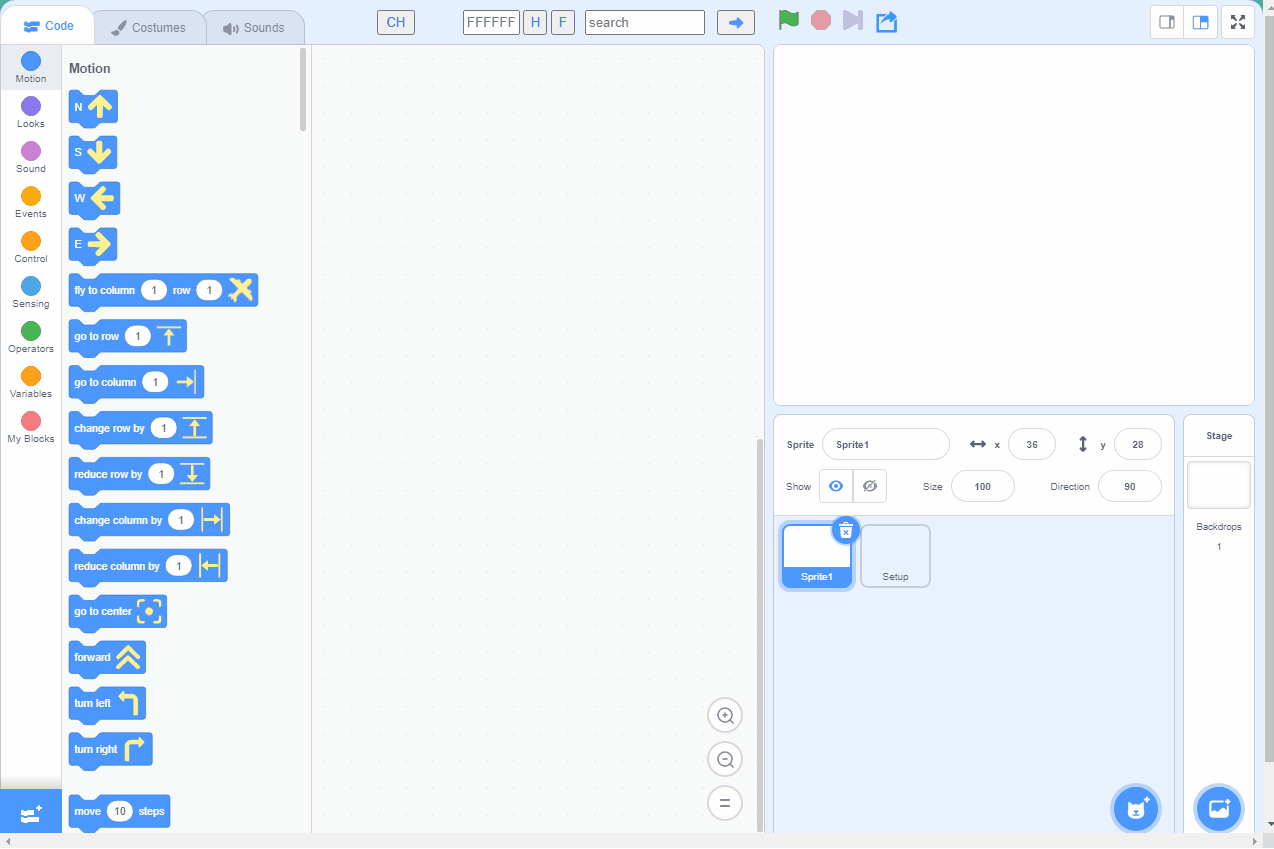 Code
Costumes
Sounds
CH
FFFFFF
H
F
search
Motion
Looks
Sound
Events
Control
Sensing
Operators
Variables
My Blocks
Motion
N
S
W
E
fly to column 1 row 1
go to row 1
go to column 1
change row by 1
reduce row by 1
change column by 1
reduce column by 1
go to center
forward
turn left
turn right
move 10 steps
Sprite Sprite1 x 36 y 28
Show Size 100 Direction 90
Sprite1
Setup
Stage
Backdrops
1